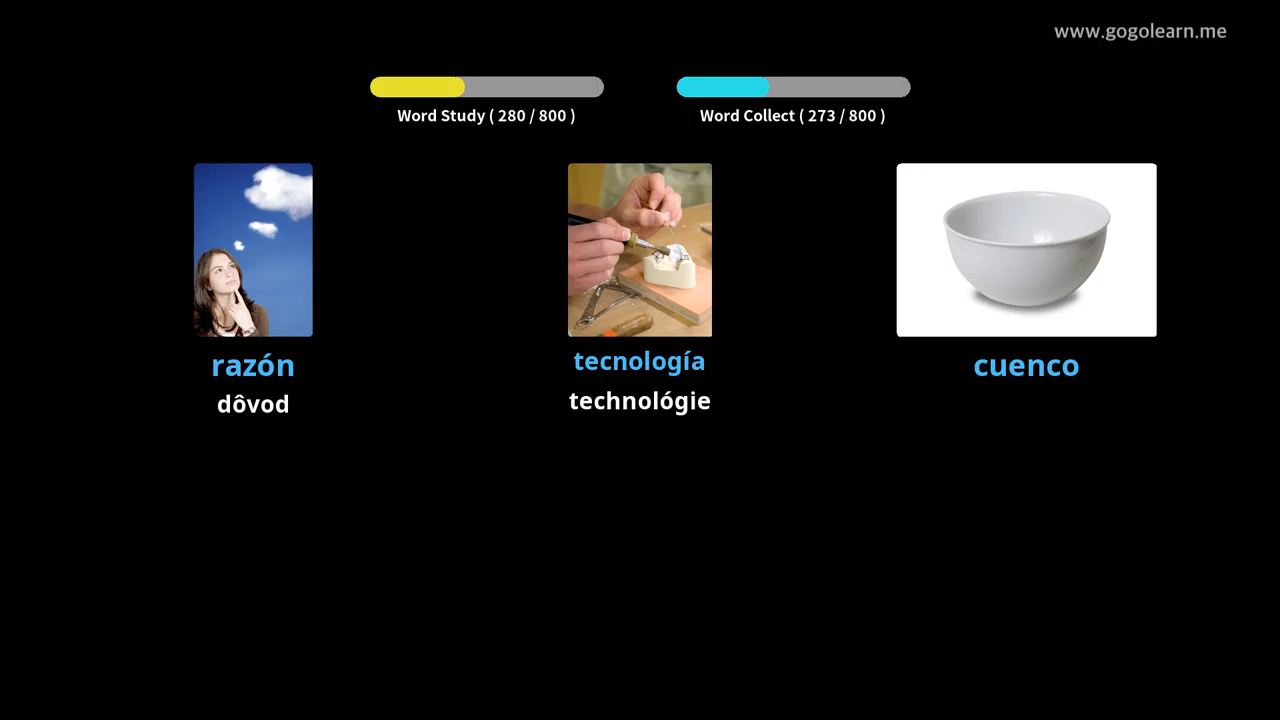 www.gogolearn.me
Word Study ( 280 / 800 )
Word Collect ( 273 / 800 )
razón
dôvod
tecnología
technológie
cuenco